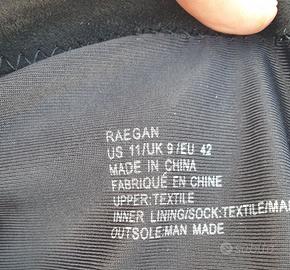 RAEGAN
US 11/UK 9/EU 42
MADE IN CHINA
FABRIQUÉ EN CHINE
UPPER:TEXTILE
INNER LINING/SOCK:TEXTILE/MA
OUTSOLE:MAN MADE